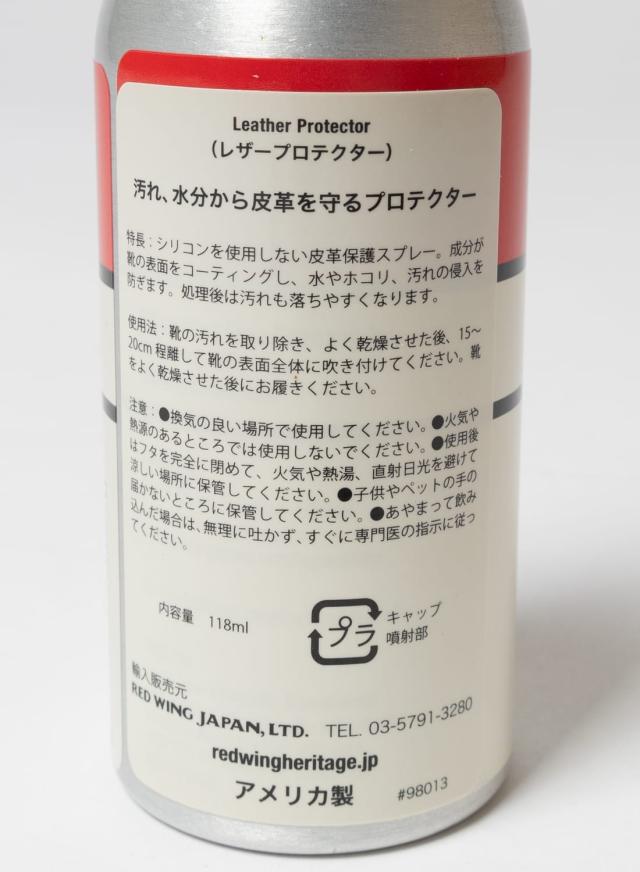 Leather Protector
（レザープロテクター）
汚れ、水分から皮革を守るプロテクター
特長：シリコンを使用しない皮革保護スプレー。成分が
靴の表面をコーティングし、水やホコリ、汚れの侵入を
防ぎます。処理後は汚れも落ちやすくなります。
使用法：靴の汚れを取り除き、よく乾燥させた後、15〜
20cm 程離して靴の表面全体に吹き付けてください。靴
をよく乾燥させた後にお履きください。
注意：●換気の良い場所で使用してください。●火気や
熱源のあるところでは使用しないでください。●使用後
はフタを完全に閉めて、火気や熱湯、直射日光を避けて
涼しい場所に保管してください。●子供やペットの手の
届かないところに保管してください。●あやまって飲み
込んだ場合は、無理に吐かず、すぐに専門医の指示に従っ
てください。
内容量 118ml
プラ
キャップ
噴射部
輸入販売元
RED WING JAPAN, LTD. TEL. 03-5791-3280
redwingheritage.jp
アメリカ製 #98013